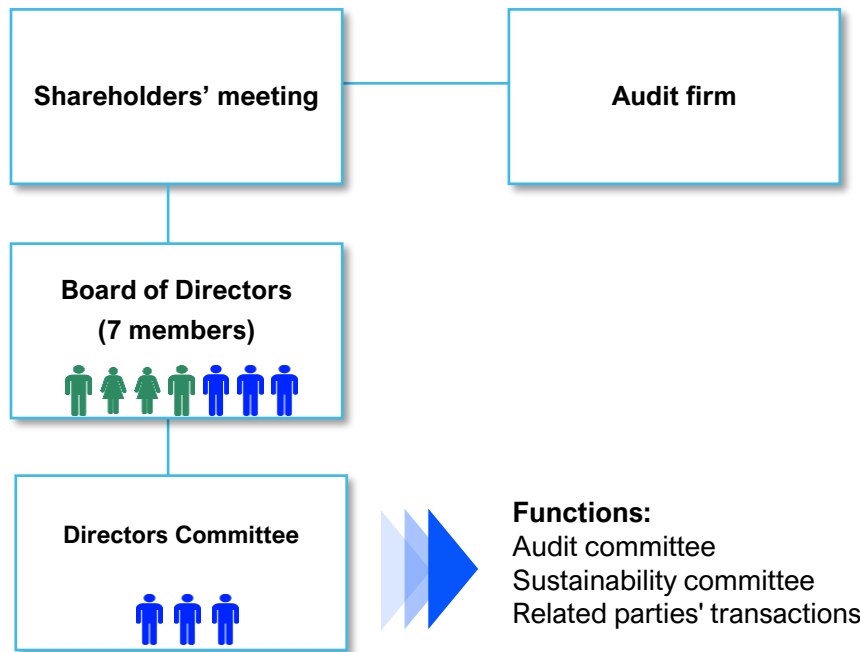 Shareholders’ meeting
Audit firm
Board of Directors
(7 members)
Directors Committee
Functions:
Audit committee
Sustainability committee
Related parties' transactions